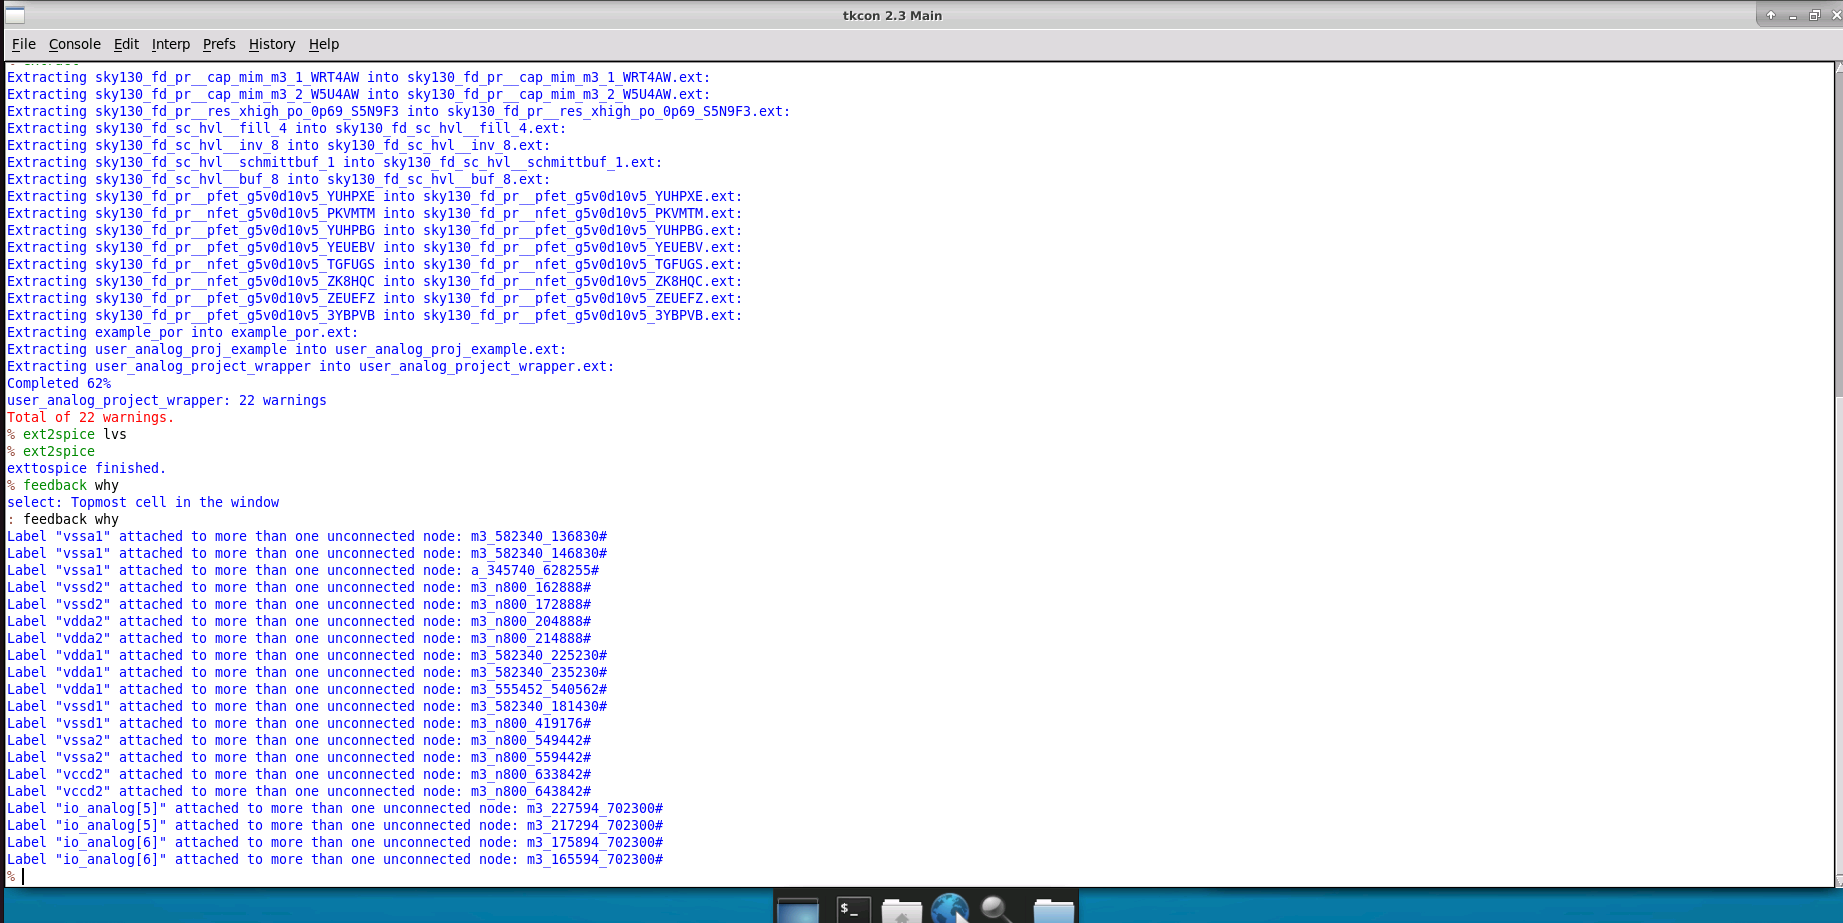 tkcon 2.3 Main
File Console Edit Interp Prefs History Help
Extracting sky130_fd_pr__cap_mim_m3_1_WRT4AW into sky130_fd_pr__cap_mim_m3_1_WRT4AW.ext:
Extracting sky130_fd_pr__cap_mim_m3_2_W5U4AW into sky130_fd_pr__cap_mim_m3_2_W5U4AW.ext:
Extracting sky130_fd_pr__res_xhigh_po_0p69_S5N9F3 into sky130_fd_pr__res_xhigh_po_0p69_S5N9F3.ext:
Extracting sky130_fd_sc_hvl__fill_4 into sky130_fd_sc_hvl__fill_4.ext:
Extracting sky130_fd_sc_hvl__inv_8 into sky130_fd_sc_hvl__inv_8.ext:
Extracting sky130_fd_sc_hvl__schmittbuf_1 into sky130_fd_sc_hvl__schmittbuf_1.ext:
Extracting sky130_fd_sc_hvl__buf_8 into sky130_fd_sc_hvl__buf_8.ext:
Extracting sky130_fd_pr__pfet_g5v0d10v5_YUHPXE into sky130_fd_pr__pfet_g5v0d10v5_YUHPXE.ext:
Extracting sky130_fd_pr__nfet_g5v0d10v5_PKVMTM into sky130_fd_pr__nfet_g5v0d10v5_PKVMTM.ext:
Extracting sky130_fd_pr__pfet_g5v0d10v5_YUHPBG into sky130_fd_pr__pfet_g5v0d10v5_YUHPBG.ext:
Extracting sky130_fd_pr__pfet_g5v0d10v5_YEUEBV into sky130_fd_pr__pfet_g5v0d10v5_YEUEBV.ext:
Extracting sky130_fd_pr__nfet_g5v0d10v5_TGFUGS into sky130_fd_pr__nfet_g5v0d10v5_TGFUGS.ext:
Extracting sky130_fd_pr__nfet_g5v0d10v5_ZK8HQC into sky130_fd_pr__nfet_g5v0d10v5_ZK8HQC.ext:
Extracting sky130_fd_pr__pfet_g5v0d10v5_ZEUEFZ into sky130_fd_pr__pfet_g5v0d10v5_ZEUEFZ.ext:
Extracting sky130_fd_pr__pfet_g5v0d10v5_3YBPVB into sky130_fd_pr__pfet_g5v0d10v5_3YBPVB.ext:
Extracting example_por into example_por.ext:
Extracting user_analog_proj_example into user_analog_proj_example.ext:
Extracting user_analog_project_wrapper into user_analog_project_wrapper.ext:
Completed 62%
user_analog_project_wrapper: 22 warnings
Total of 22 warnings.
% ext2spice lvs
% ext2spice
exttospice finished.
% feedback why
select: Topmost cell in the window
: feedback why
Label "vssa1" attached to more than one unconnected node: m3_582340_136830#
Label "vssa1" attached to more than one unconnected node: m3_582340_146830#
Label "vssa1" attached to more than one unconnected node: a_345740_628255#
Label "vssd2" attached to more than one unconnected node: m3_n800_162888#
Label "vssd2" attached to more than one unconnected node: m3_n800_172888#
Label "vdda2" attached to more than one unconnected node: m3_n800_204888#
Label "vdda2" attached to more than one unconnected node: m3_n800_214888#
Label "vdda1" attached to more than one unconnected node: m3_582340_225230#
Label "vdda1" attached to more than one unconnected node: m3_582340_235230#
Label "vdda1" attached to more than one unconnected node: m3_555452_540562#
Label "vssd1" attached to more than one unconnected node: m3_582340_181430#
Label "vssd1" attached to more than one unconnected node: m3_n800_419176#
Label "vssa2" attached to more than one unconnected node: m3_n800_549442#
Label "vssa2" attached to more than one unconnected node: m3_n800_559442#
Label "vccd2" attached to more than one unconnected node: m3_n800_633842#
Label "vccd2" attached to more than one unconnected node: m3_n800_643842#
Label "io_analog[5]" attached to more than one unconnected node: m3_227594_702300#
Label "io_analog[5]" attached to more than one unconnected node: m3_217294_702300#
Label "io_analog[6]" attached to more than one unconnected node: m3_175894_702300#
Label "io_analog[6]" attached to more than one unconnected node: m3_165594_702300#
%
$_